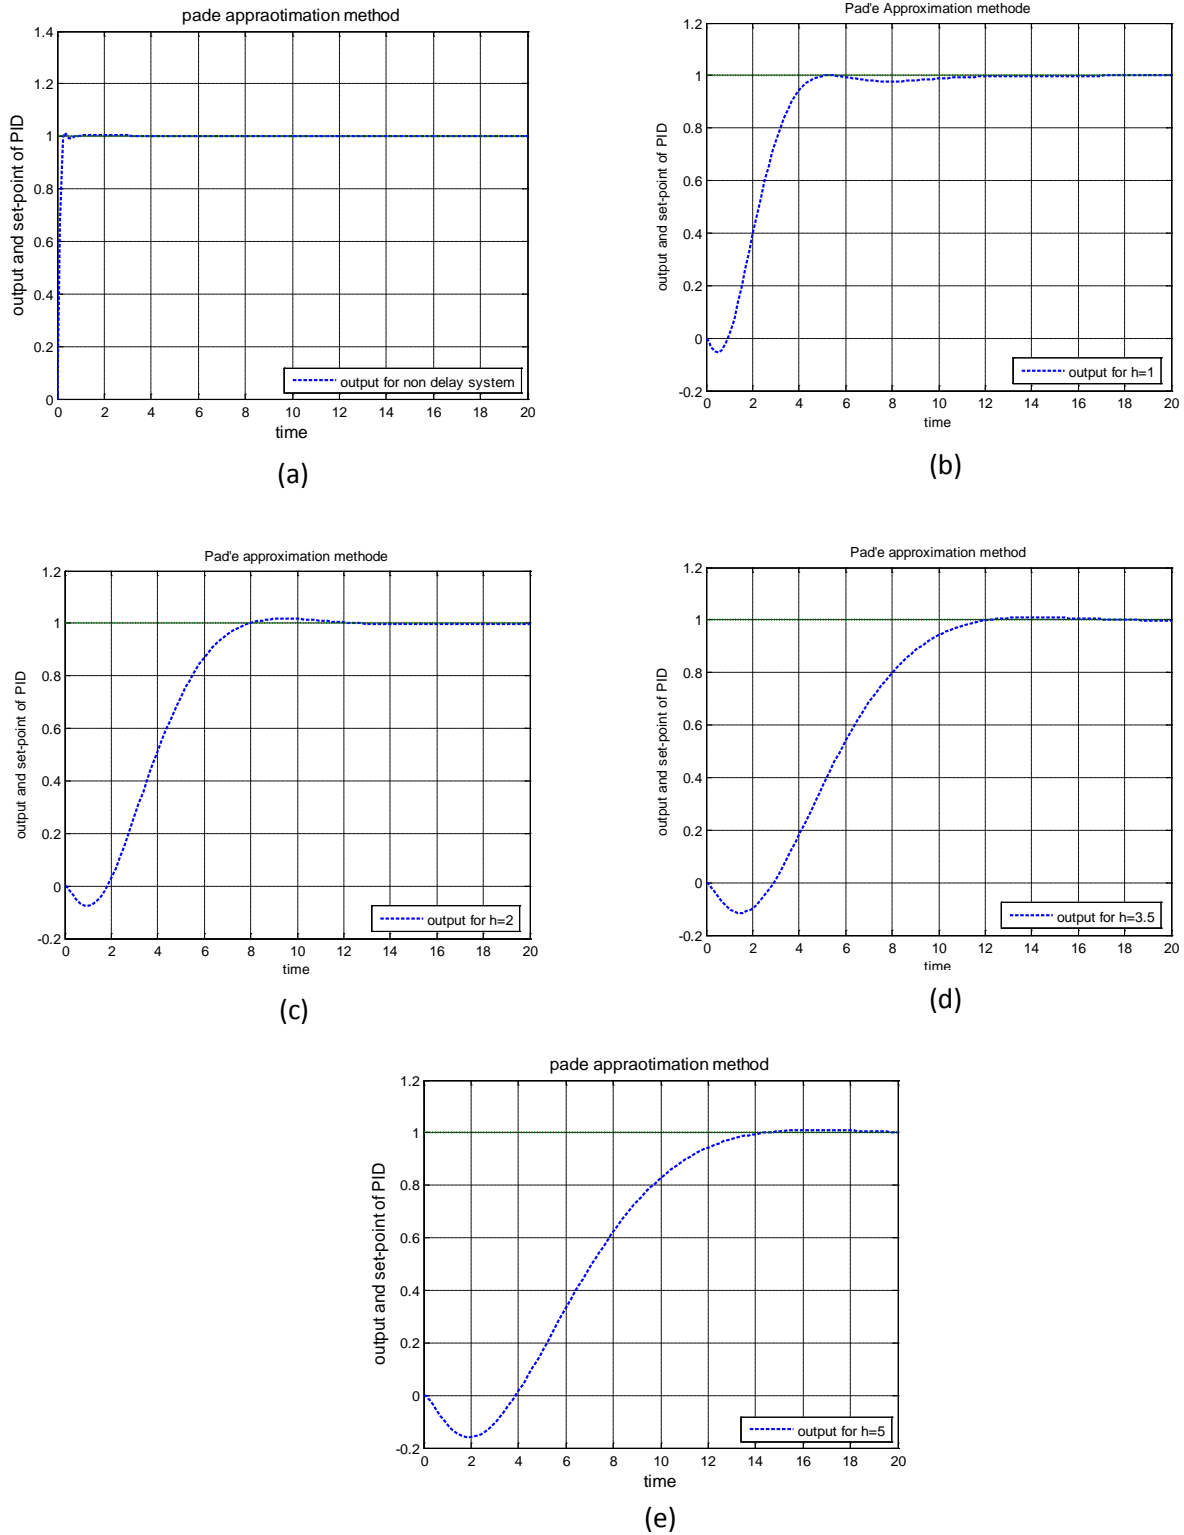 pade appraotimation method
output and set-point of PID
1.4
1.2
1
0.8
0.6
0.4
0.2
0
output for non delay system
0 2 4 6 8 10 12 14 16 18 20
time
(a)
Pad'e Approximation methode
output and set-point of PID
1.2
1
0.8
0.6
0.4
0.2
0
-0.2
output for h=1
0 2 4 6 8 10 12 14 16 18 20
time
(b)
Pad'e approximation methode
output and set-point of PID
1.2
1
0.8
0.6
0.4
0.2
0
-0.2
output for h=2
0 2 4 6 8 10 12 14 16 18 20
time
(c)
Pad'e approximation method
output and set-point of PID
1.2
1
0.8
0.6
0.4
0.2
0
-0.2
output for h=3.5
0 2 4 6 8 10 12 14 16 18 20
time
(d)
pade appraotimation method
output and set-point of PID
1.2
1
0.8
0.6
0.4
0.2
0
-0.2
output for h=5
0 2 4 6 8 10 12 14 16 18 20
time
(e)